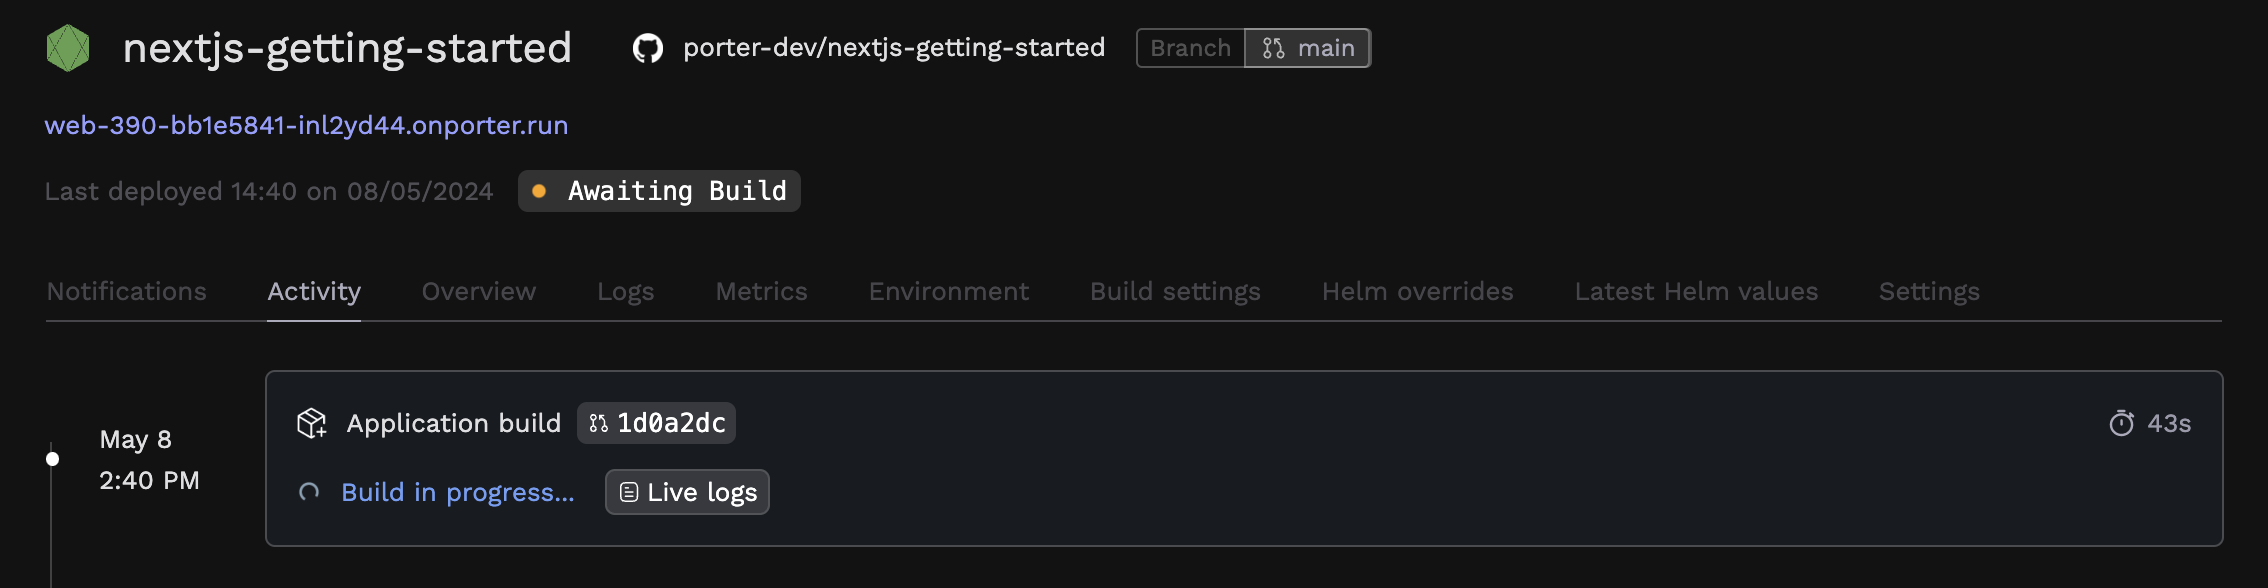 nextjs-getting-started porter-dev/nextjs-getting-started Branch main
web-390-bb1e5841-inl2yd44.onporter.run
Last deployed 14:40 on 08/05/2024 Awaiting Build
Notifications Activity Overview Logs Metrics Environment Build settings Helm overrides Latest Helm values Settings
May 8
2:40 PM
Application build 1d0a2dc 43s
Build in progress... Live logs